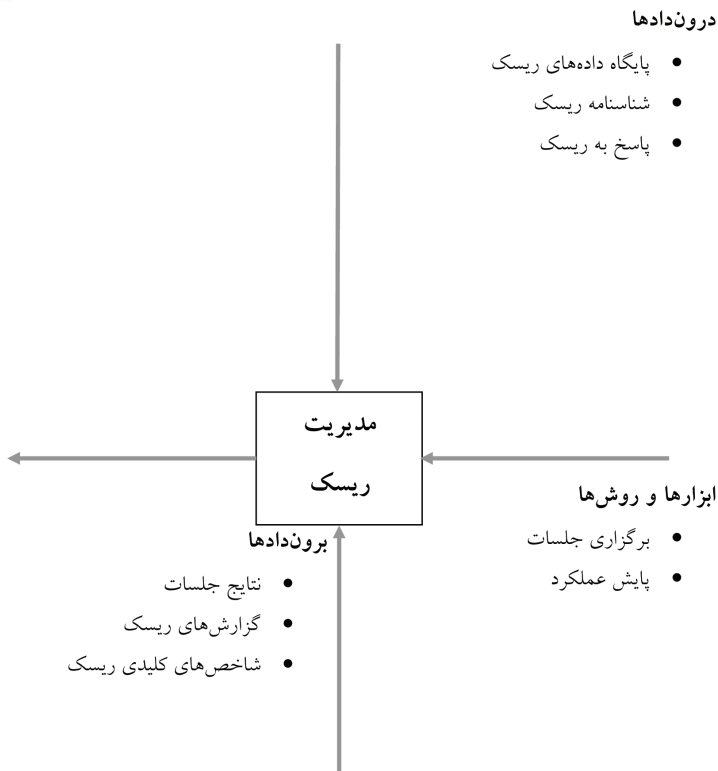 درون‌دادها
● پایگاه داده‌های ریسک
● شناسنامه ریسک
● پاسخ به ریسک
مدیریت
ریسک
ابزارها و روش‌ها
● برگزاری جلسات
● پایش عملکرد
برون‌دادها
● نتایج جلسات
● گزارش‌های ریسک
● شاخص‌های کلیدی ریسک